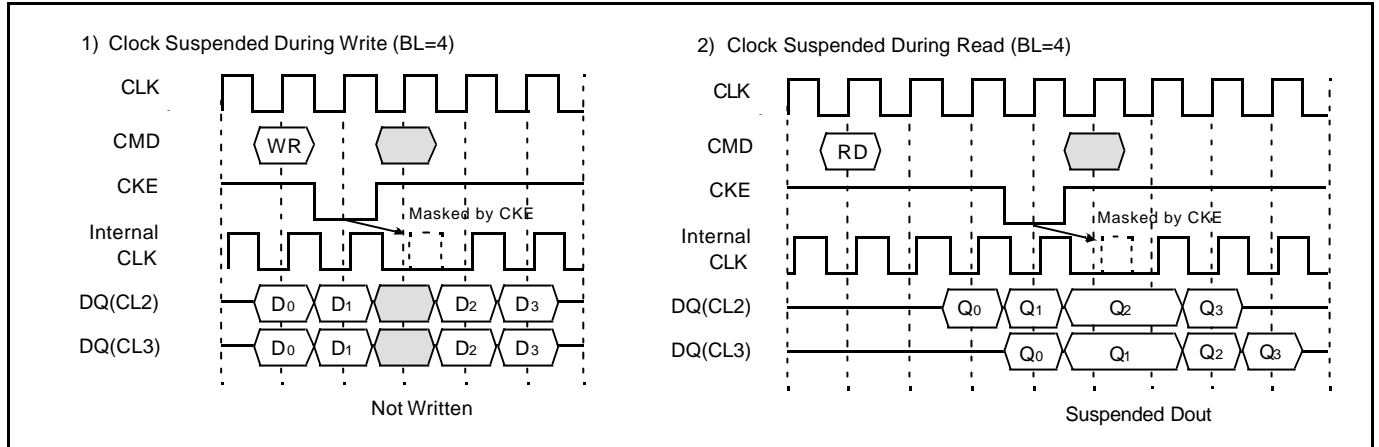 1) Clock Suspended During Write (BL=4)
CLK
CMD
WR
CKE
Masked by CKE
Internal
CLK
DQ(CL2)
D0 D1 D2 D3
DQ(CL3)
D0 D1 D2 D3
Not Written
2) Clock Suspended During Read (BL=4)
CLK
CMD
RD
CKE
Masked by CKE
Internal
CLK
DQ(CL2)
Q0 Q1 Q2 Q3
DQ(CL3)
Q0 Q1 Q2 Q3
Suspended Dout